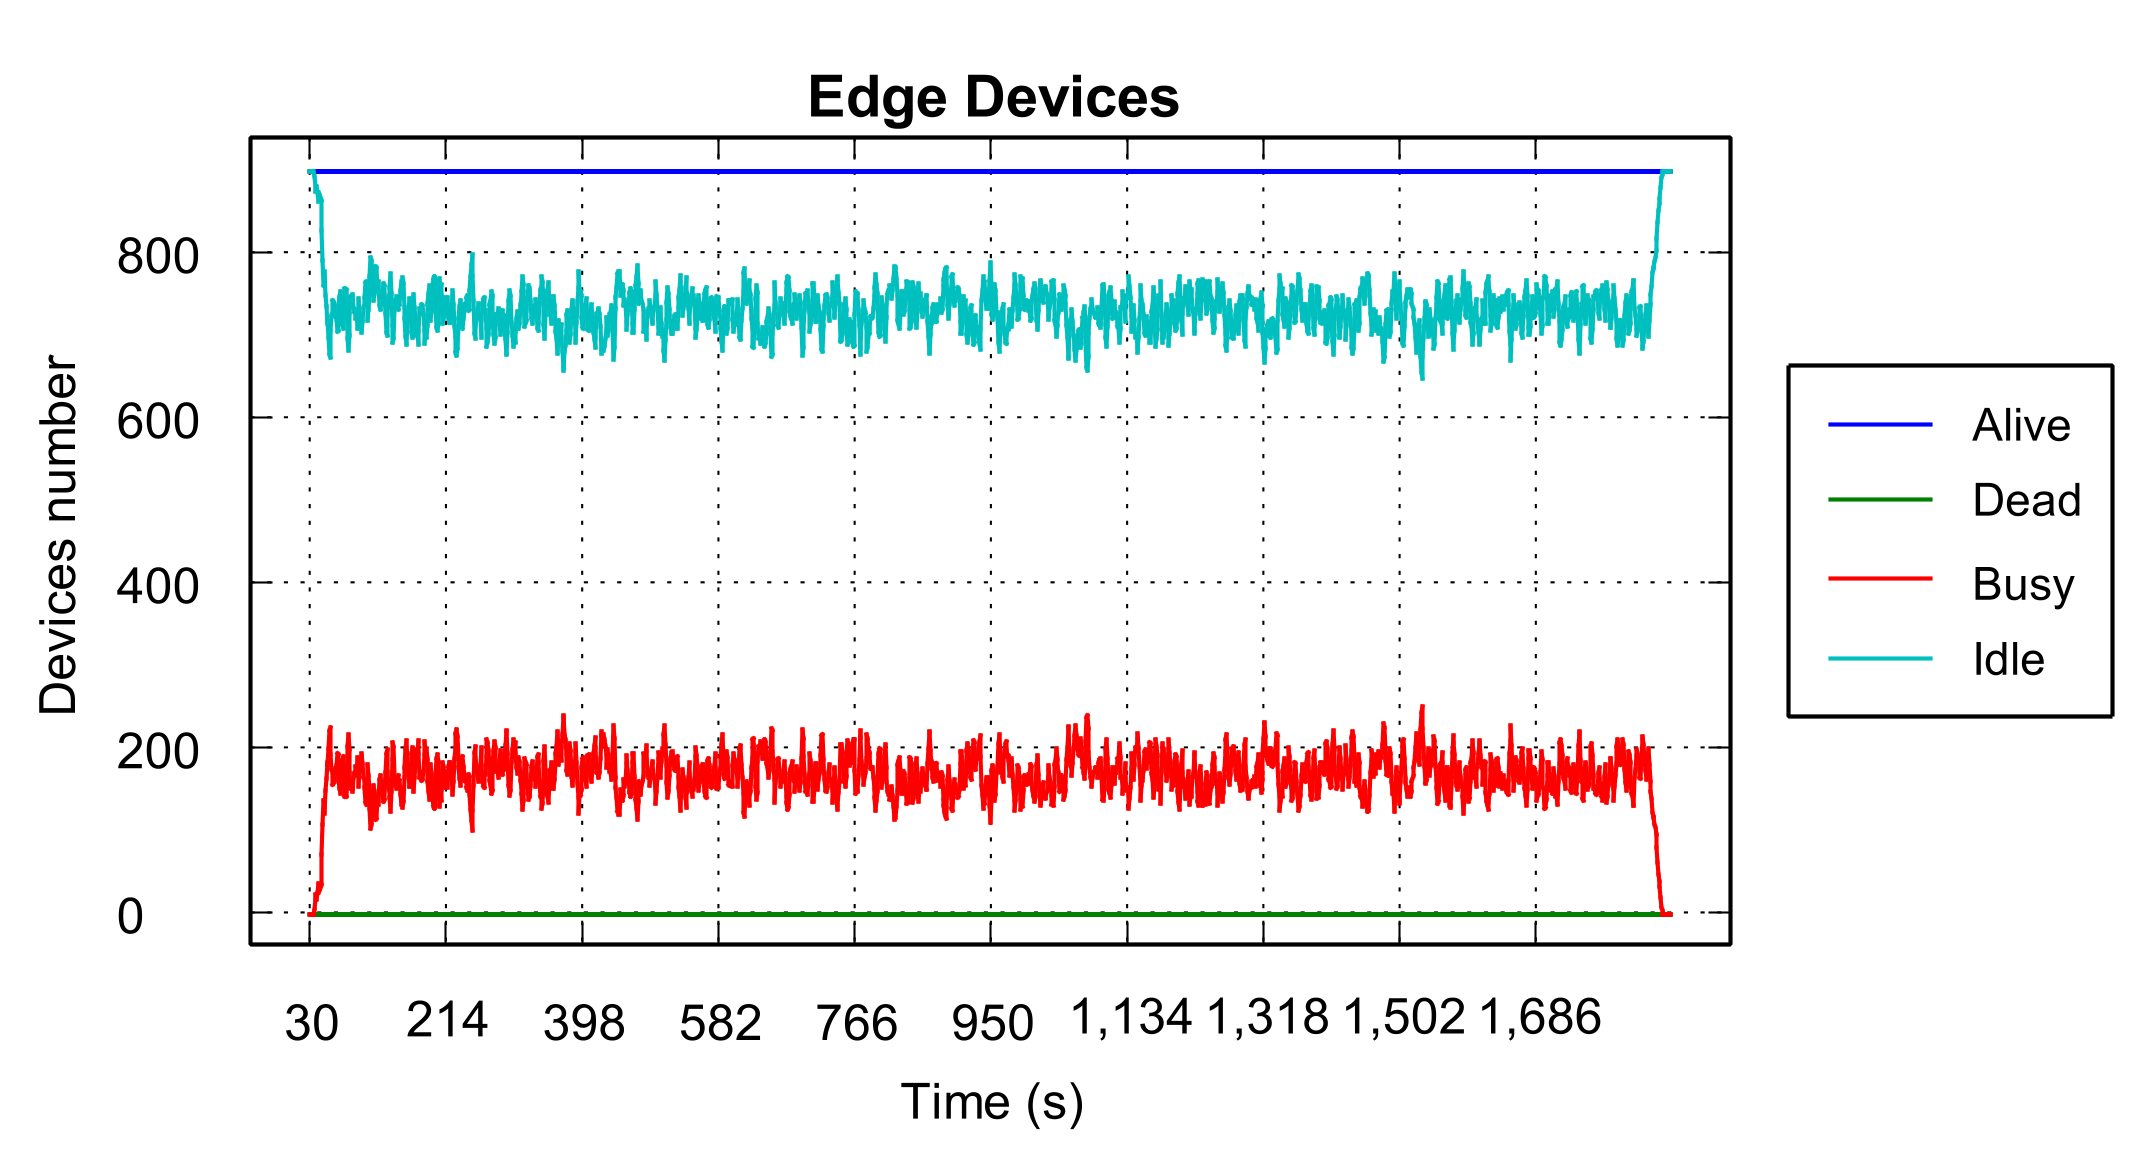 Edge Devices
Devices number
800
600
400
200
0
30 214 398 582 766 950 1,134 1,318 1,502 1,686
Time (s)
Alive
Dead
Busy
Idle